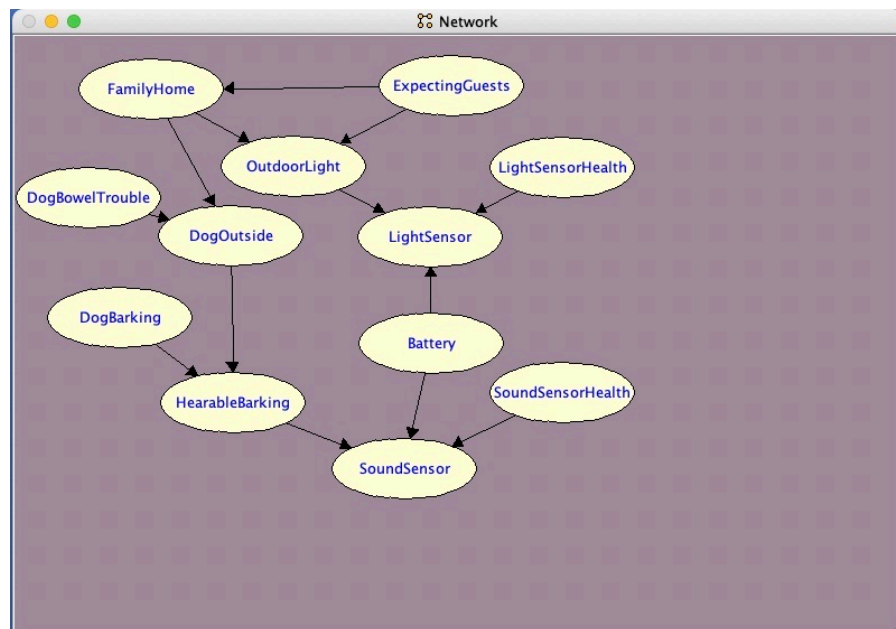 Network
FamilyHome
ExpectingGuests
OutdoorLight
LightSensorHealth
DogBowelTrouble
DogOutside
LightSensor
DogBarking
Battery
HearableBarking
SoundSensorHealth
SoundSensor